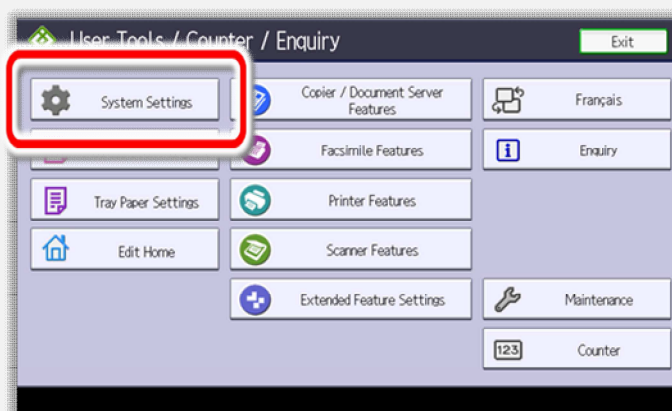 User Tools / Counter / Enquiry
Exit
System Settings
Copier / Document Server
Features
Français
Facsimile Features
Enquiry
Tray Paper Settings
Printer Features
Edit Home
Scanner Features
Extended Feature Settings
Maintenance
123
Counter